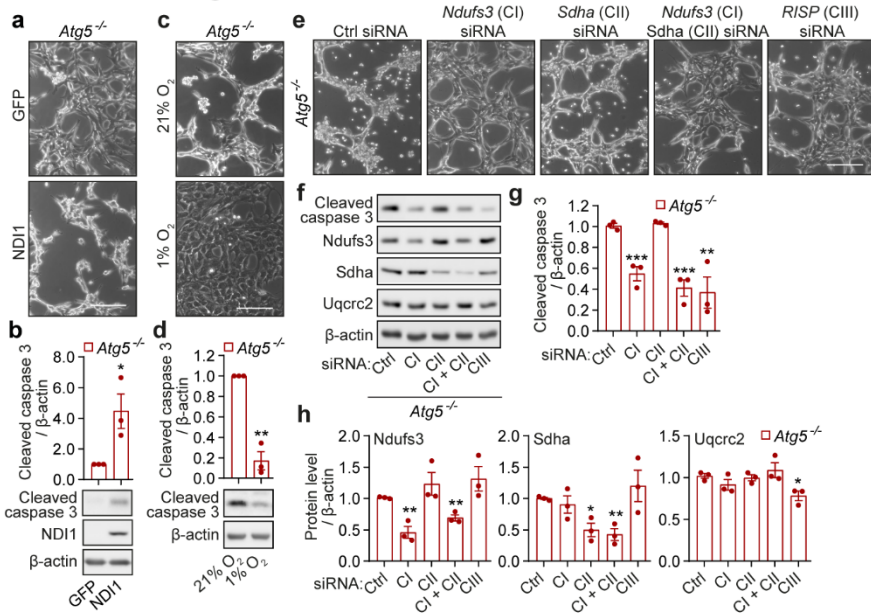 a
Atg5-/-
GFP
NDI1
b
Atg5-/-
Cleaved caspase 3
/ β-actin
8.0
6.0
4.0
2.0
0
*
Cleaved
caspase 3
NDI1
β-actin
GFP
NDI1
c
Atg5-/-
21% O2
1% O2
d
Atg5-/-
Cleaved caspase 3
/ β-actin
1.0
0.8
0.6
0.4
0.2
0
**
Cleaved
caspase 3
β-actin
21% O2
1% O2
e
Atg5-/-
Ctrl siRNA
Ndufs3 (CI)
siRNA
Sdha (CII)
siRNA
Ndufs3 (CI)
Sdha (CII) siRNA
RISP (CIII)
siRNA
f
Cleaved
caspase 3
Ndufs3
Sdha
Uqcrc2
β-actin
siRNA:
Ctrl
CI
CII
CI + CII
CIII
Atg5-/-
g
Atg5-/-
Cleaved caspase 3
/ β-actin
1.2
1.0
0.8
0.6
0.4
0.2
0.0
***
***
**
Ctrl
CI
CII
CI + CII
CIII
h
Protein level
/ β-actin
Ndufs3
2.0
1.5
1.0
0.5
0.0
**
**
siRNA:
Ctrl
CI
CII
CI + CII
CIII
Sdha
2.0
1.5
1.0
0.5
0.0
*
**
Ctrl
CI
CII
CI + CII
CIII
Uqcrc2
Atg5-/-
1.5
1.0
0.5
0.0
*
Ctrl
CI
CII
CI + CII
CIII